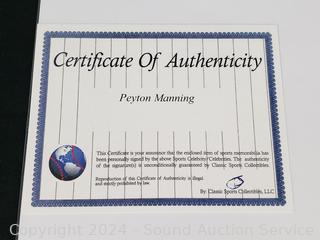 Certificate Of Authenticity
Peyton Manning
This Certificate is your assurance that the enclosed item of sports memorabilia has
been personally signed by the above Sports Celebrity/Celebrities. The authenticity
of the signature(s) is unconditionally guaranteed by Classic Sports Collectibles.
Reproduction of this Certificate of Authenticity is illegal
and strictly prohibited by law.
By: Classic Sports Collectibles, LLC
Copyright 2024 - Sound Auction Service